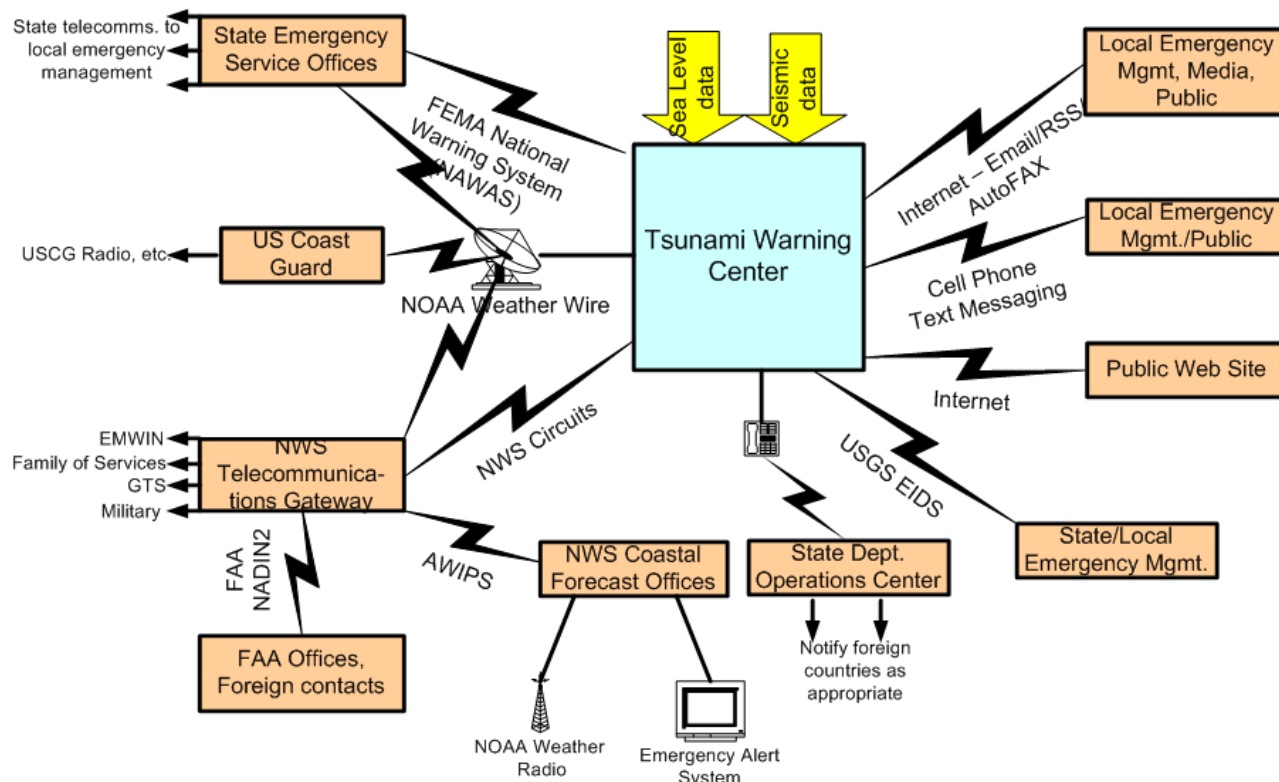 State telecomms. to
local emergency
management
State Emergency
Service Offices
Sea Level
data
Seismic
data
Local Emergency
Mgmt, Media,
Public
FEMA National
Warning System
(NAWAS)
Internet – Email/RSS/
AutoFAX
Tsunami Warning
Center
Local Emergency
Mgmt./Public
USCG Radio, etc.
US Coast
Guard
NOAA Weather Wire
Cell Phone
Text Messaging
Public Web Site
Internet
NWS Circuits
EMWIN
Family of Services
GTS
Military
NWS
Telecommunica-
tions Gateway
USGS EIDS
FAA
NADIN2
AWIPS
NWS Coastal
Forecast Offices
State Dept.
Operations Center
State/Local
Emergency Mgmt.
FAA Offices,
Foreign contacts
Notify foreign
countries as
appropriate
NOAA Weather
Radio
Emergency Alert
System